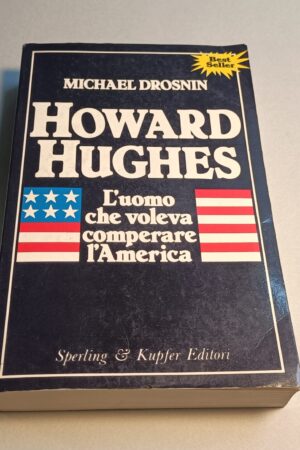 Best
Seller
MICHAEL DROSNIN
HOWARD
HUGHES
L'uomo
che voleva
comperare
l'America
Sperling & Kupfer Editori